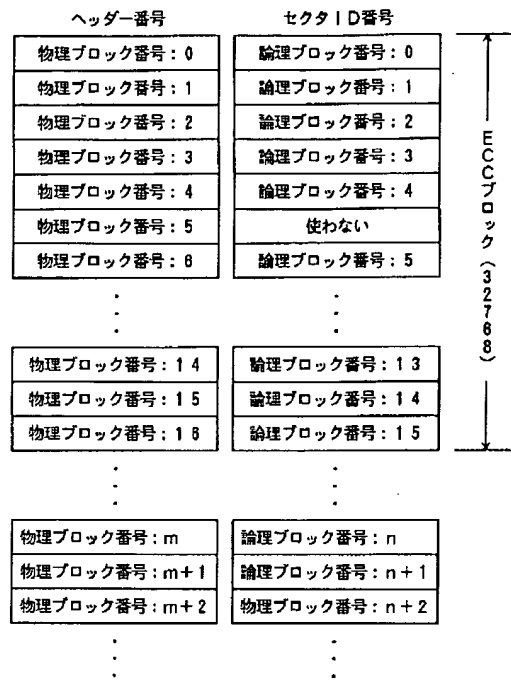 ヘッダー番号 セクタID番号
物理ブロック番号:0 論理ブロック番号:0
物理ブロック番号:1 論理ブロック番号:1
物理ブロック番号:2 論理ブロック番号:2
物理ブロック番号:3 論理ブロック番号:3
物理ブロック番号:4 論理ブロック番号:4
物理ブロック番号:5 使わない
物理ブロック番号:6 論理ブロック番号:5
物理ブロック番号:14 論理ブロック番号:13
物理ブロック番号:15 論理ブロック番号:14
物理ブロック番号:16 論理ブロック番号:15
物理ブロック番号:m 論理ブロック番号:n
物理ブロック番号:m+1 論理ブロック番号:n+1
物理ブロック番号:m+2 物理ブロック番号:n+2
ECCブロック(32768)